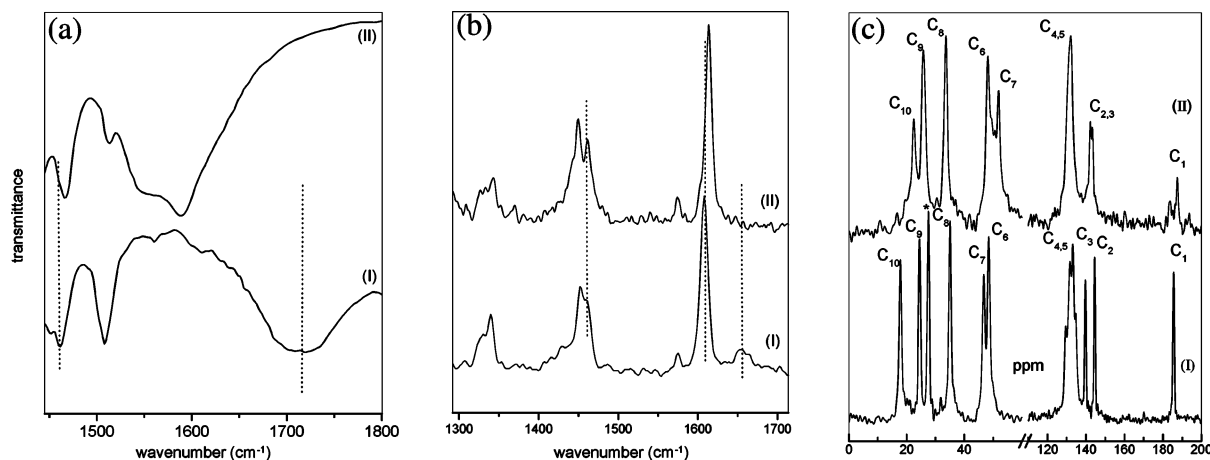 (a)
(II)
(I)
transmittance
1500
1600
1700
1800
wavenumber (cm⁻¹)
(b)
(II)
(I)
1300
1400
1500
1600
1700
wavenumber (cm⁻¹)
(c)
C₁₀
C₉
C₈
C₆
C₇
C₄,₅
C₂,₃
C₁
(II)
C₁₀
C₉
*
C₈
C₇
C₆
C₄,₅
C₃
C₂
C₁
ppm
(I)
0
20
40
120
140
160
180
200